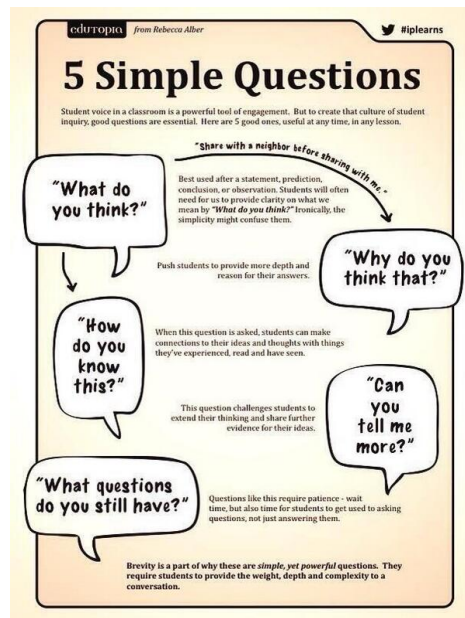 edutopia from Rebecca Alber
#iplearns
5 Simple Questions
Student voice in a classroom is a powerful tool of engagement. But to create that culture of student
inquiry, good questions are essential. Here are 5 good ones, useful at any time, in any lesson.
"Share with a neighbor before sharing with me."
"What do
you think?"
Best used after a statement, prediction,
conclusion, or observation. Students will often
need for us to provide clarity on what we
mean by "What do you think?" Ironically, the
simplicity might confuse them.
"Why do you
think that?"
Push students to provide more depth and
reason for their answers.
"How
do you
know
this?"
When this question is asked, students can make
connections to their ideas and thoughts with things
they've experienced, read and have seen.
"Can
you
tell me
more?"
This question challenges students to
extend their thinking and share further
evidence for their ideas.
"What questions
do you still have?"
Questions like this require patience - wait
time, but also time for students to get used to asking
questions, not just answering them.
Brevity is a part of why these are simple, yet powerful questions. They
require students to provide the weight, depth and complexity to a
conversation.